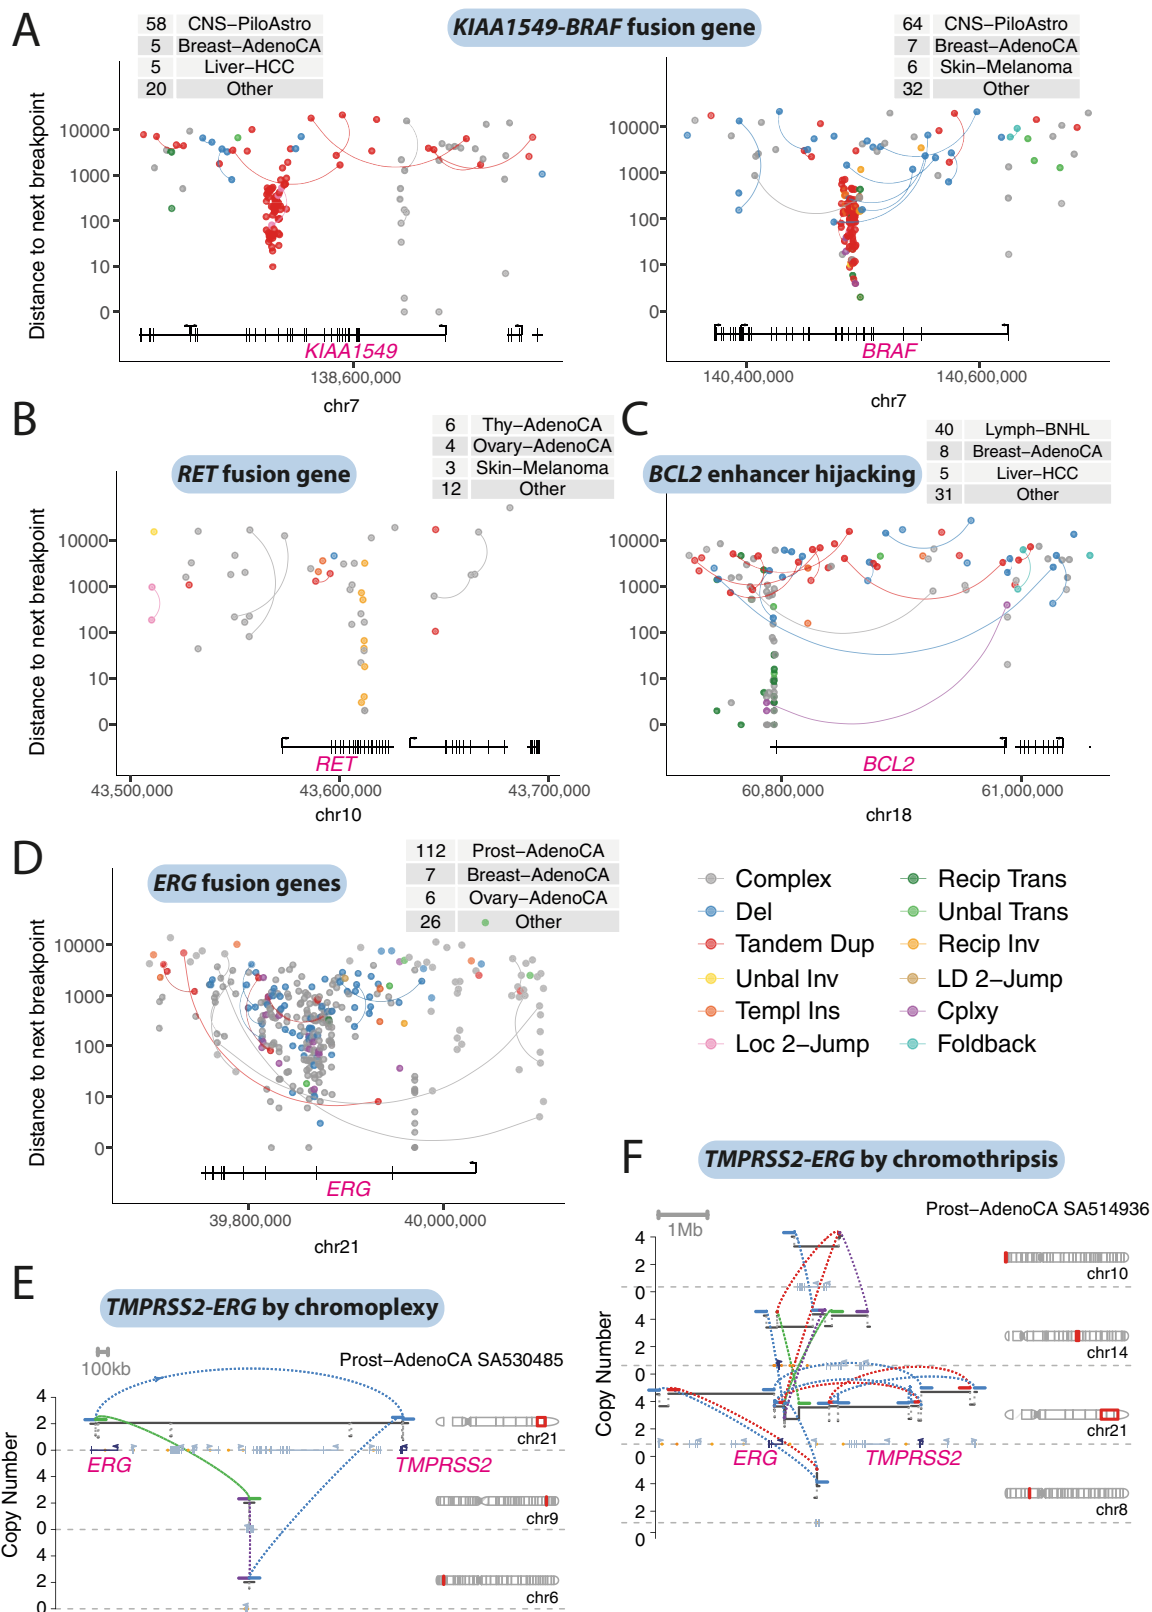 A
KIAA1549-BRAF fusion gene
58 CNS−PiloAstro
5 Breast−AdenoCA
5 Liver−HCC
20 Other
64 CNS−PiloAstro
7 Breast−AdenoCA
6 Skin−Melanoma
32 Other
Distance to next breakpoint
10000
1000
100
10
0
KIAA1549
138,600,000
chr7
10000
1000
100
10
0
BRAF
140,400,000
140,600,000
chr7
B
RET fusion gene
6 Thy−AdenoCA
4 Ovary−AdenoCA
3 Skin−Melanoma
12 Other
Distance to next breakpoint
10000
1000
100
10
0
RET
43,500,000
43,600,000
43,700,000
chr10
C
BCL2 enhancer hijacking
40 Lymph−BNHL
8 Breast−AdenoCA
5 Liver−HCC
31 Other
10000
1000
100
10
0
BCL2
60,800,000
61,000,000
chr18
D
ERG fusion genes
112 Prost−AdenoCA
7 Breast−AdenoCA
6 Ovary−AdenoCA
26 Other
Distance to next breakpoint
10000
1000
100
10
0
ERG
39,800,000
40,000,000
chr21
Complex
Del
Tandem Dup
Unbal Inv
Templ Ins
Loc 2−Jump
Recip Trans
Unbal Trans
Recip Inv
LD 2−Jump
Cplxy
Foldback
E
TMPRSS2-ERG by chromoplexy
100kb
Prost−AdenoCA SA530485
Copy Number
4
2
0
ERG
TMPRSS2
chr21
4
2
0
chr9
4
2
0
chr6
F
TMPRSS2-ERG by chromothripsis
1Mb
Prost−AdenoCA SA514936
Copy Number
4
2
0
chr10
4
2
0
chr14
4
2
0
ERG
TMPRSS2
chr21
4
2
0
chr8